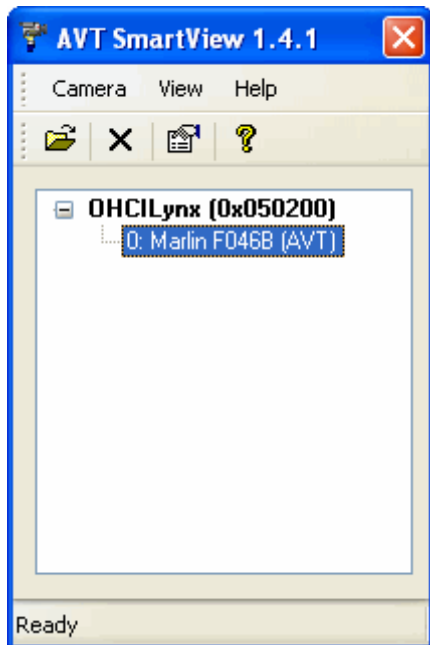 AVT SmartView 1.4.1
Camera View Help
OHCILynx (0x050200)
0: Marlin F046B (AVT)
Ready